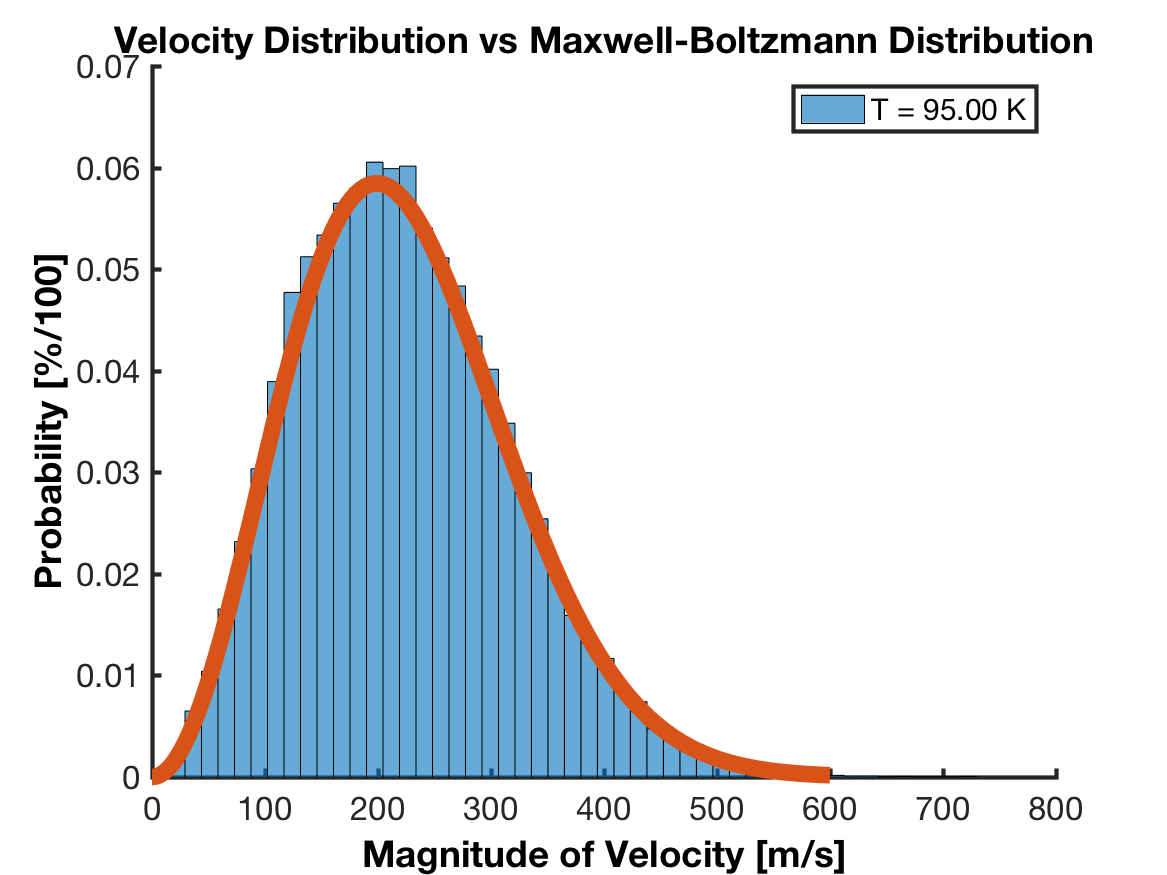 Velocity Distribution vs Maxwell-Boltzmann Distribution
0.07
T = 95.00 K
0.06
0.05
0.04
0.03
0.02
0.01
0
Probability [%/100]
0 100 200 300 400 500 600 700 800
Magnitude of Velocity [m/s]